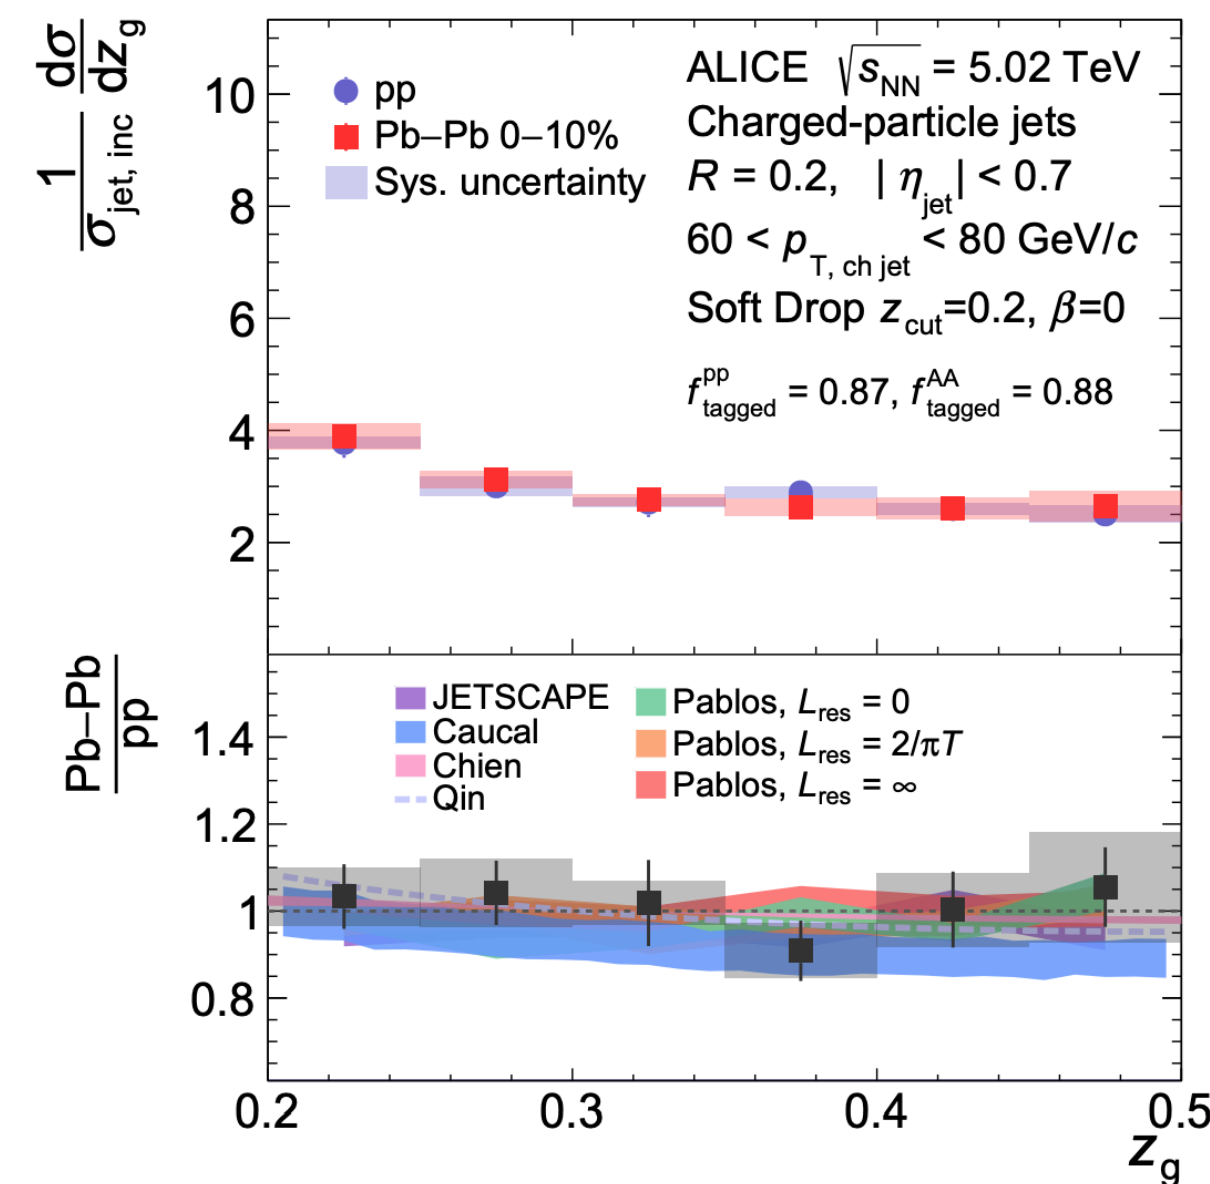 1/σ_jet, inc dσ/dz_g
10
8
6
4
2
pp
Pb–Pb 0–10%
Sys. uncertainty
ALICE √s_NN = 5.02 TeV
Charged-particle jets
R = 0.2, | η_jet | < 0.7
60 < p_T, ch jet < 80 GeV/c
Soft Drop z_cut=0.2, β=0
f_tagged^pp = 0.87, f_tagged^AA = 0.88
Pb–Pb
pp
1.4
1.2
1
0.8
JETSCAPE
Caucal
Chien
Qin
Pablos, L_res = 0
Pablos, L_res = 2/πT
Pablos, L_res = ∞
0.2 0.3 0.4 0.5
z_g